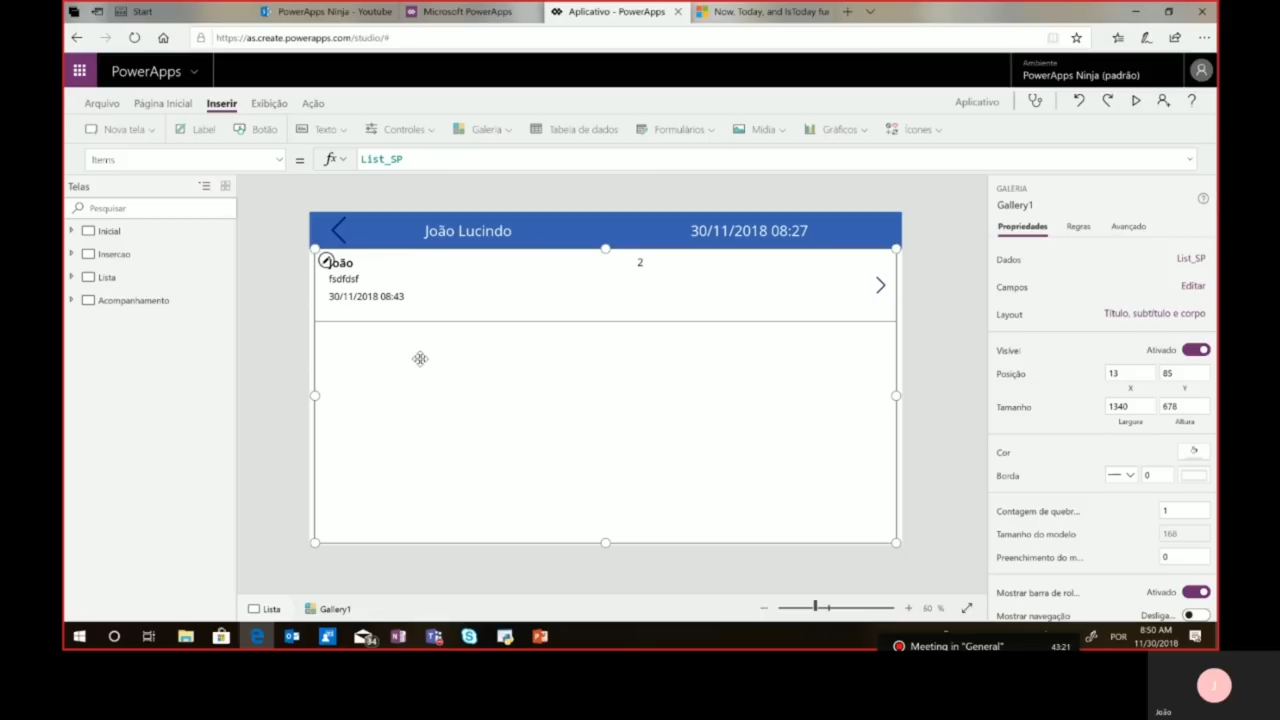 Start
PowerApps Ninja - Youtube
Microsoft PowerApps
Aplicativo - PowerApps
Now, Today, and IsToday fu
https://as.create.powerapps.com/studio/#
PowerApps
Ambiente
PowerApps Ninja (padrão)
Arquivo Página Inicial Inserir Exibição Ação
Aplicativo
Nova tela Label Botão Texto Controles Galeria Tabela de dados Formulários Mídia Gráficos Ícones
Items = fx List_SP
Telas
Pesquisar
Inicial
Insercao
Lista
Acompanhamento
João Lucindo 30/11/2018 08:27
João 2
fsdfdsf
30/11/2018 08:43
GALERIA
Gallery1
Propriedades Regras Avançado
Dados List_SP
Campos Editar
Layout Título, subtítulo e corpo
Visível Ativado
Posição 13 85
X Y
Tamanho 1340 678
Largura Altura
Cor
Borda 0
Contagem de quebr... 1
Tamanho do modelo 168
Preenchimento do m... 0
Mostrar barra de rol... Ativado
Mostrar navegação Desliga...
Lista Gallery1
60 %
34
POR
8:50 AM
11/30/2018
Meeting in "General" 43:21
J
João